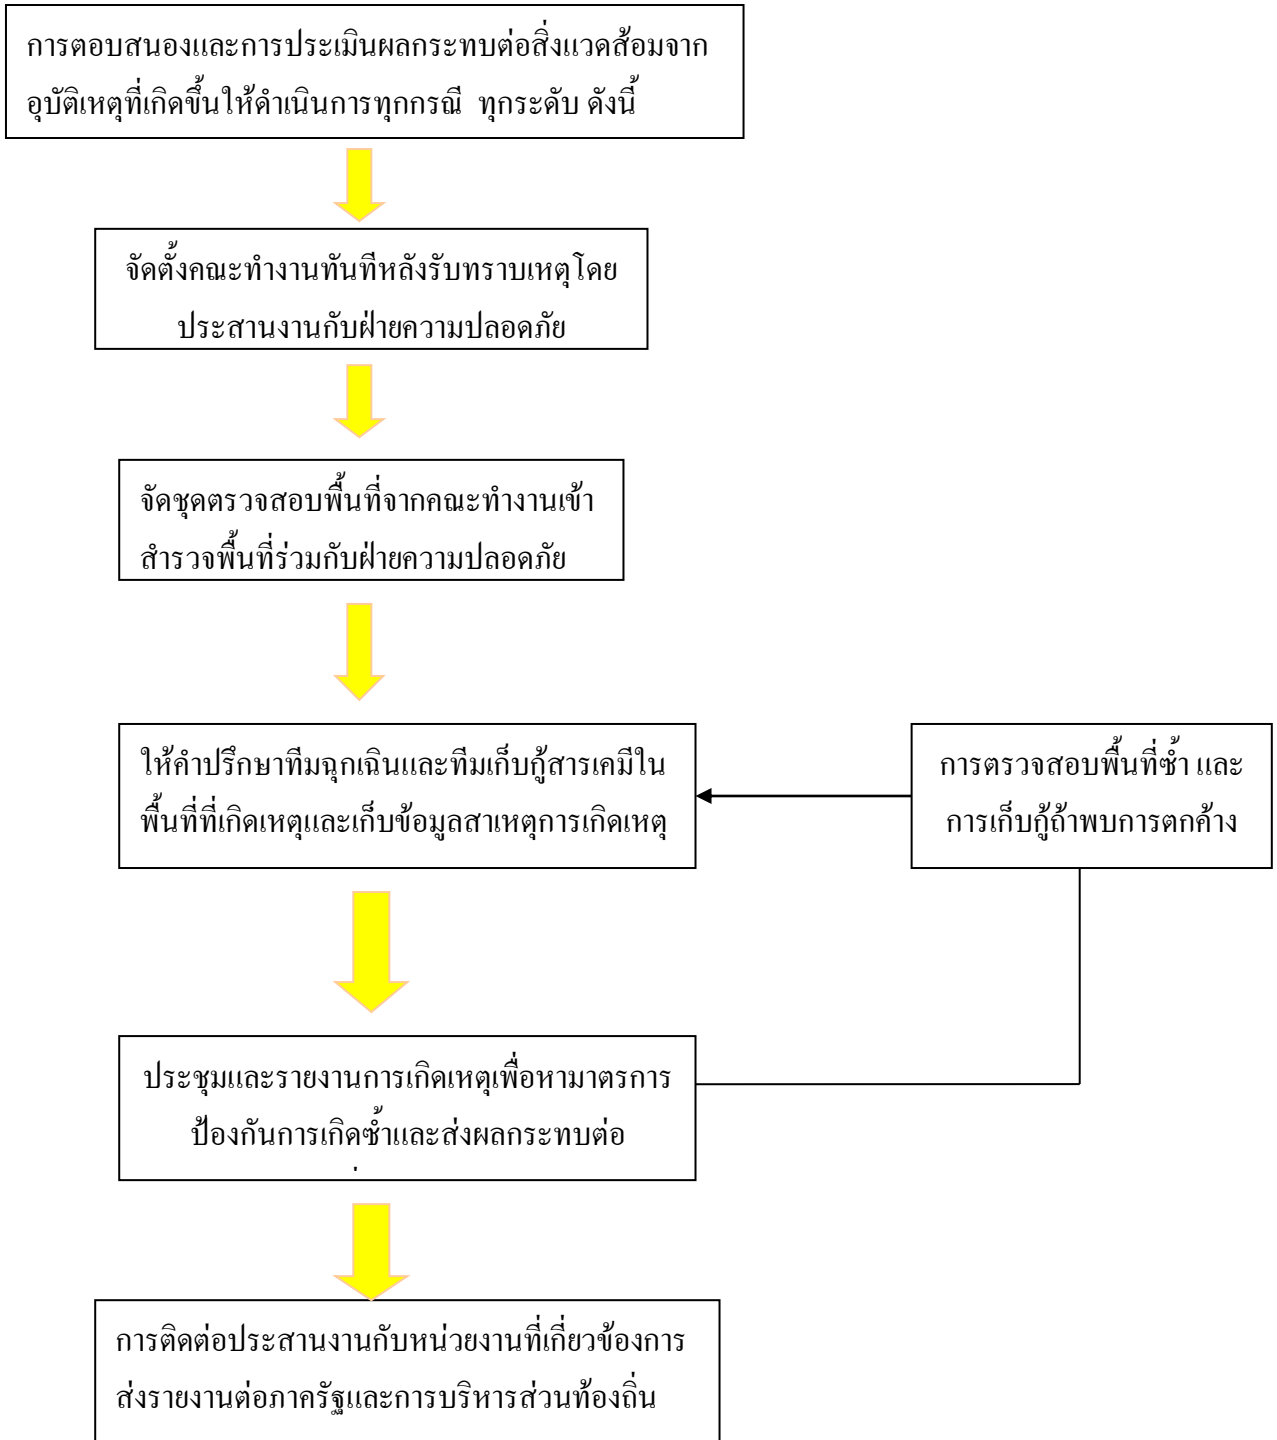 การตอบสนองและการประเมินผลกระทบต่อสิ่งแวดล้อมจาก
อุบัติเหตุที่เกิดขึ้นให้ดำเนินการทุกกรณี ทุกระดับ ดังนี้
จัดตั้งคณะทำงานทันทีหลังรับทราบเหตุโดย
ประสานงานกับฝ่ายความปลอดภัย
จัดชุดตรวจสอบพื้นที่จากคณะทำงานเข้า
สำรวจพื้นที่ร่วมกับฝ่ายความปลอดภัย
ให้คำปรึกษาทีมฉุกเฉินและทีมเก็บกู้สารเคมีใน
พื้นที่ที่เกิดเหตุและเก็บข้อมูลสาเหตุการเกิดเหตุ
การตรวจสอบพื้นที่ซ้ำ และ
การเก็บกู้ถ้าพบการตกค้าง
ประชุมและรายงานการเกิดเหตุเพื่อหามาตรการ
ป้องกันการเกิดซ้ำและส่งผลกระทบต่อ
การติดต่อประสานงานกับหน่วยงานที่เกี่ยวข้องการ
ส่งรายงานต่อภาครัฐและการบริหารส่วนท้องถิ่น